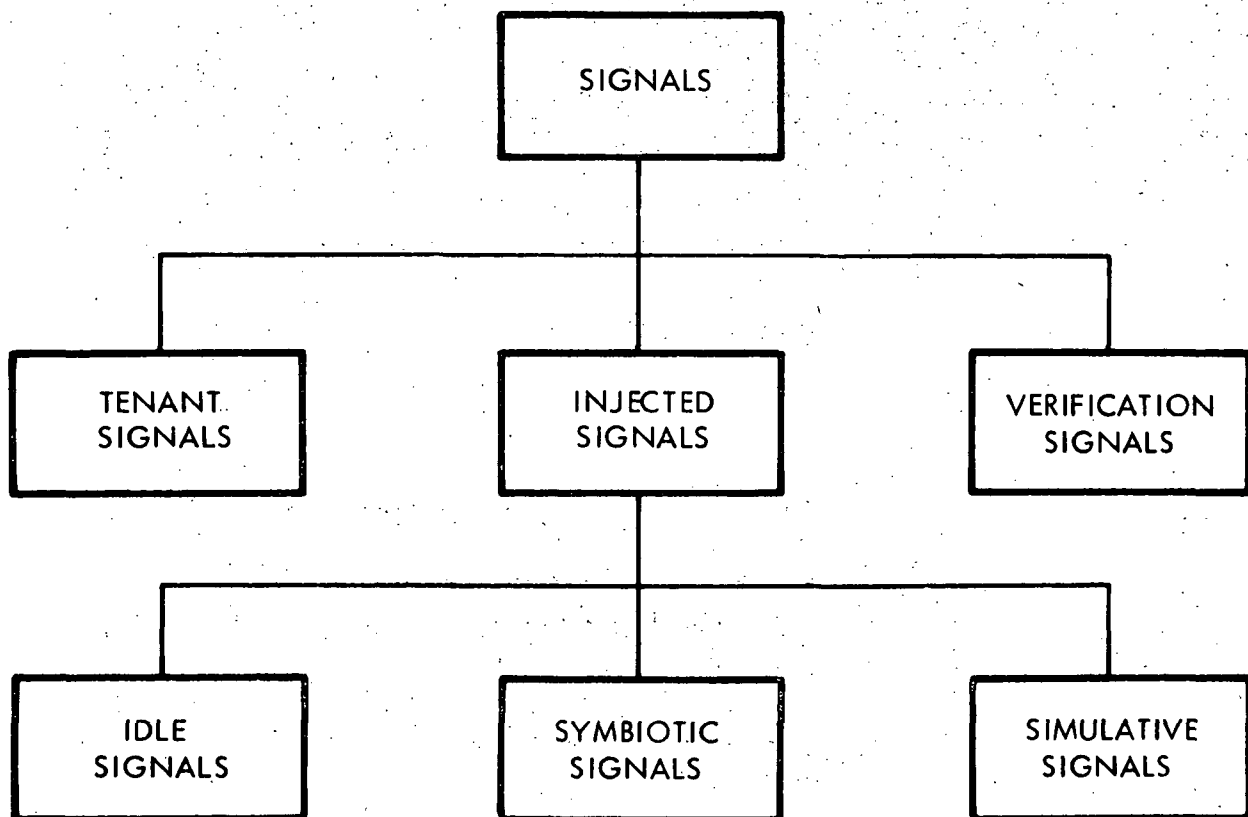 SIGNALS
TENANT
SIGNALS
INJECTED
SIGNALS
VERIFICATION
SIGNALS
IDLE
SIGNALS
SYMBIOTIC
SIGNALS
SIMULATIVE
SIGNALS